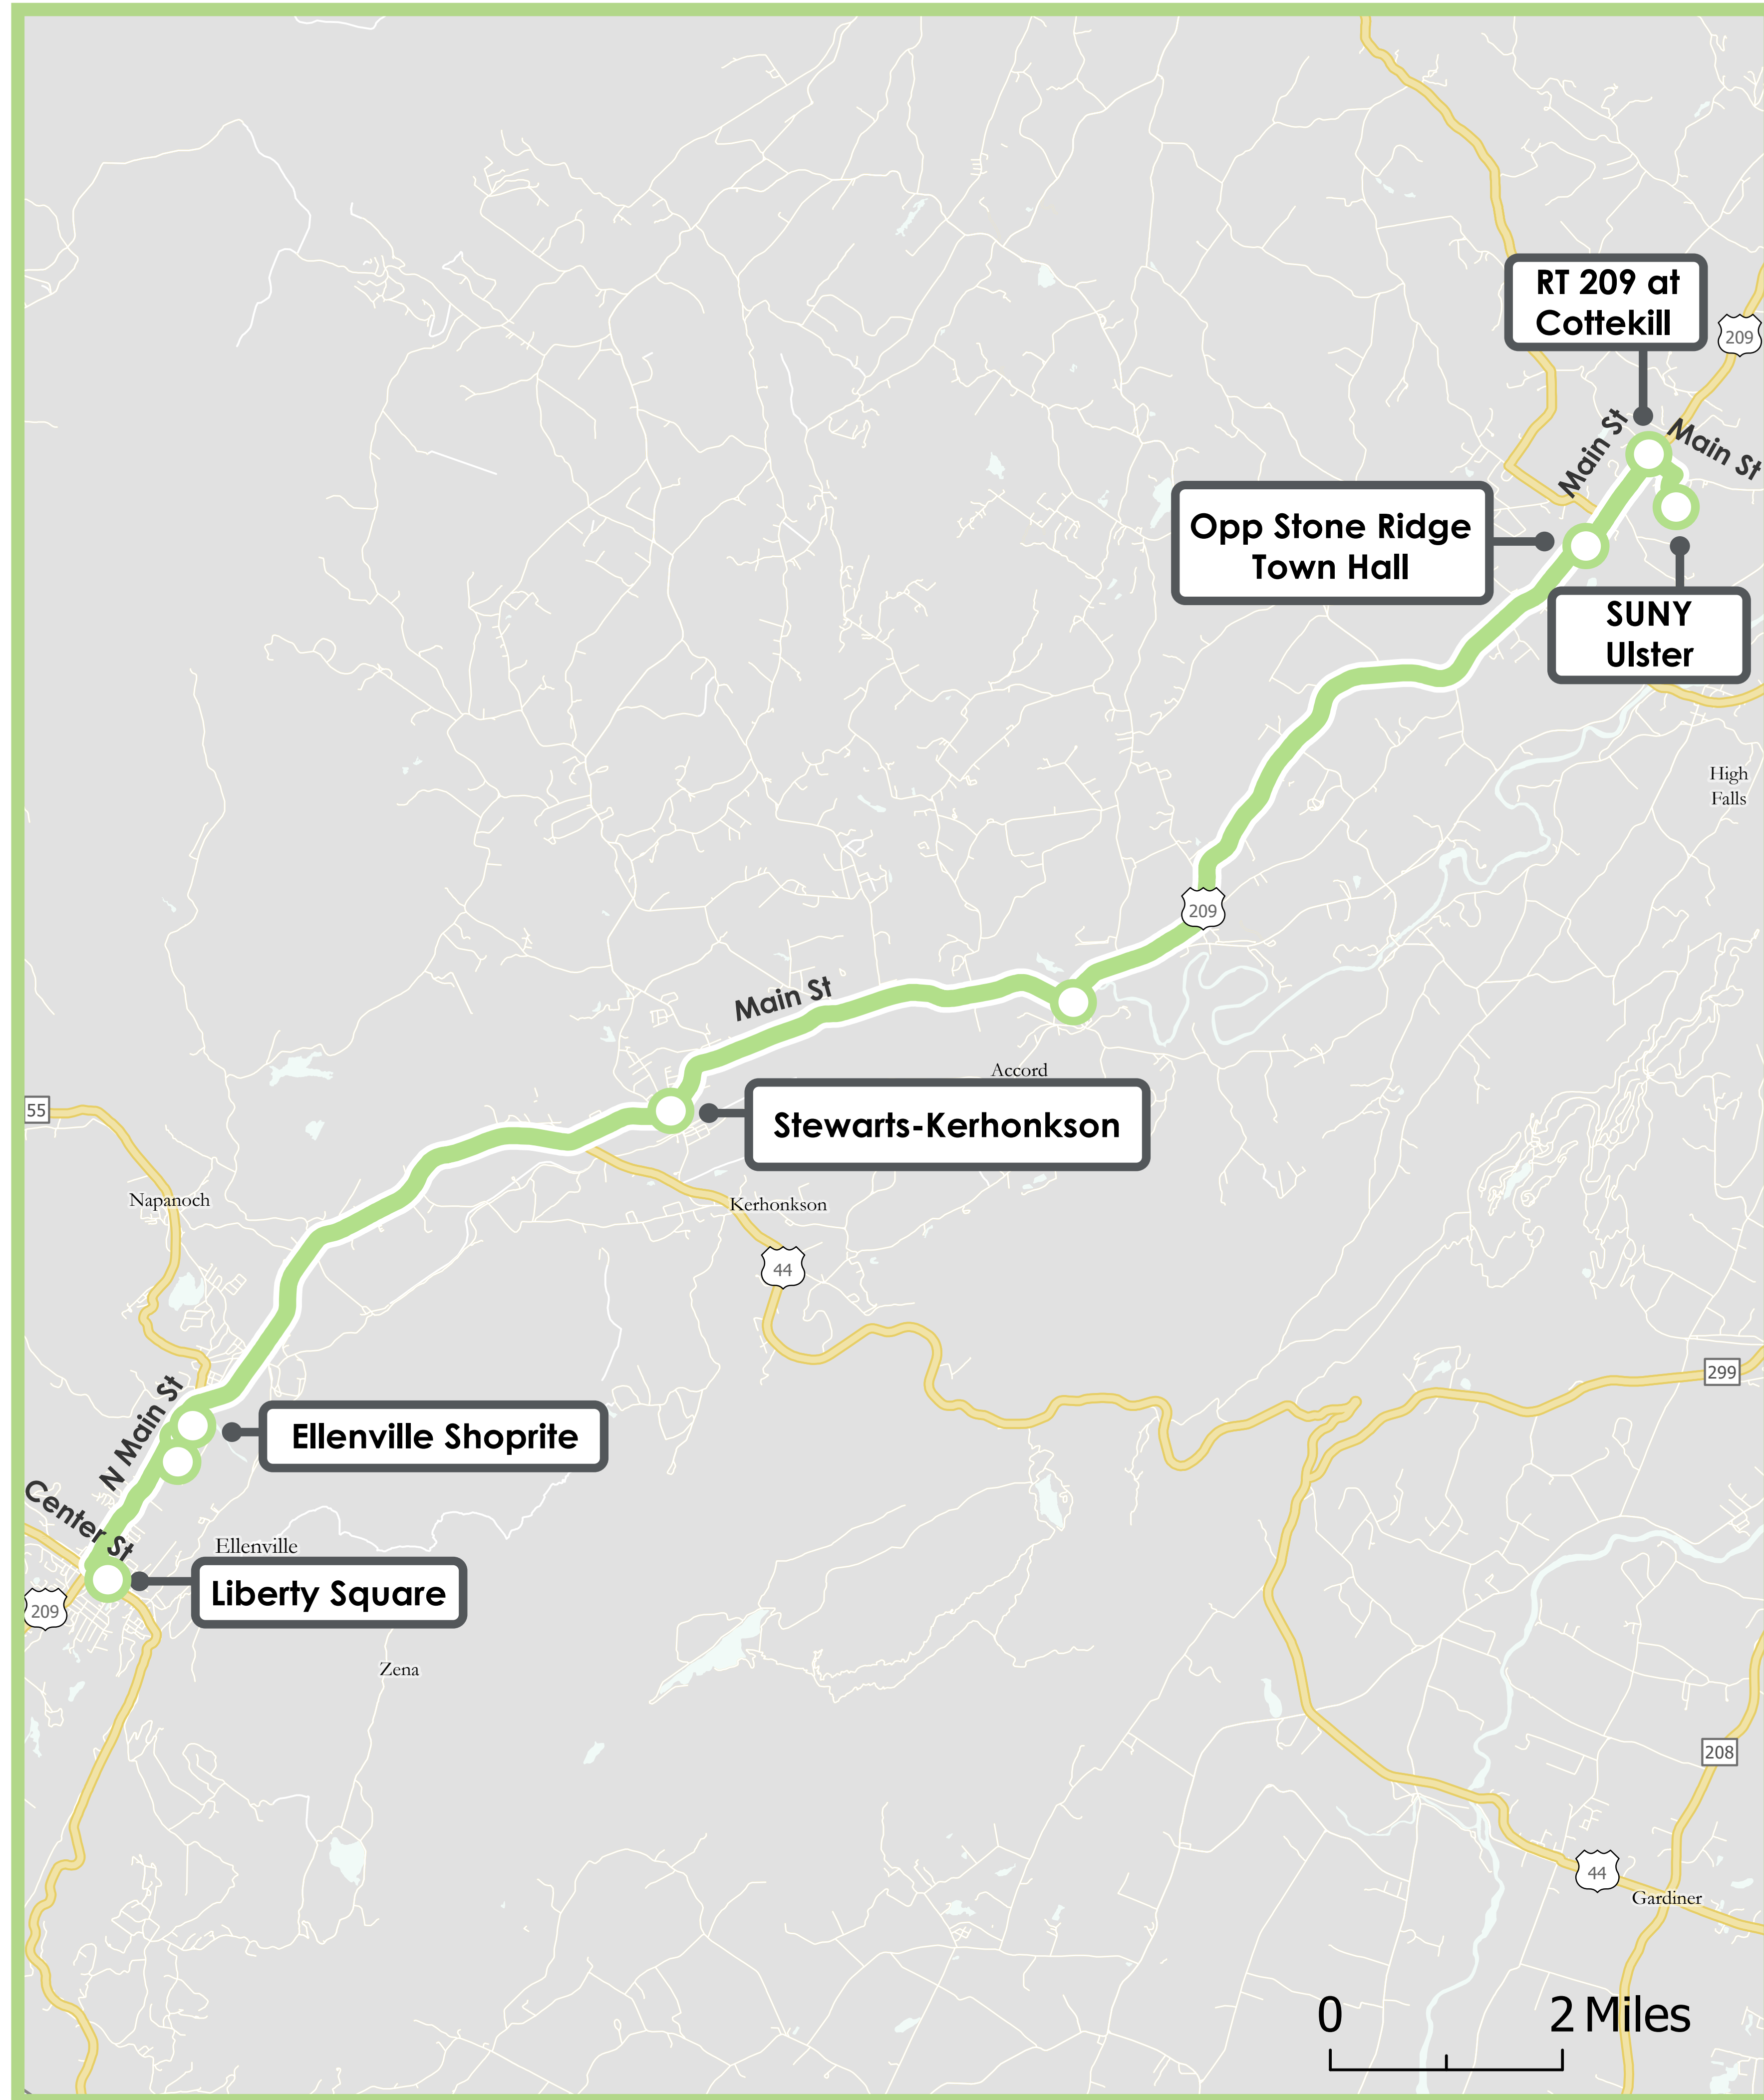 RT 209 at
Cottekill
209
Main St
Main St
Opp Stone Ridge
Town Hall
SUNY
Ulster
High
Falls
209
Main St
Accord
Stewarts-Kerhonkson
55
Napanoch
Kerhonkson
44
299
N Main St
Ellenville Shoprite
Center St
Ellenville
Liberty Square
209
Zena
208
44
Gardiner
0 2 Miles